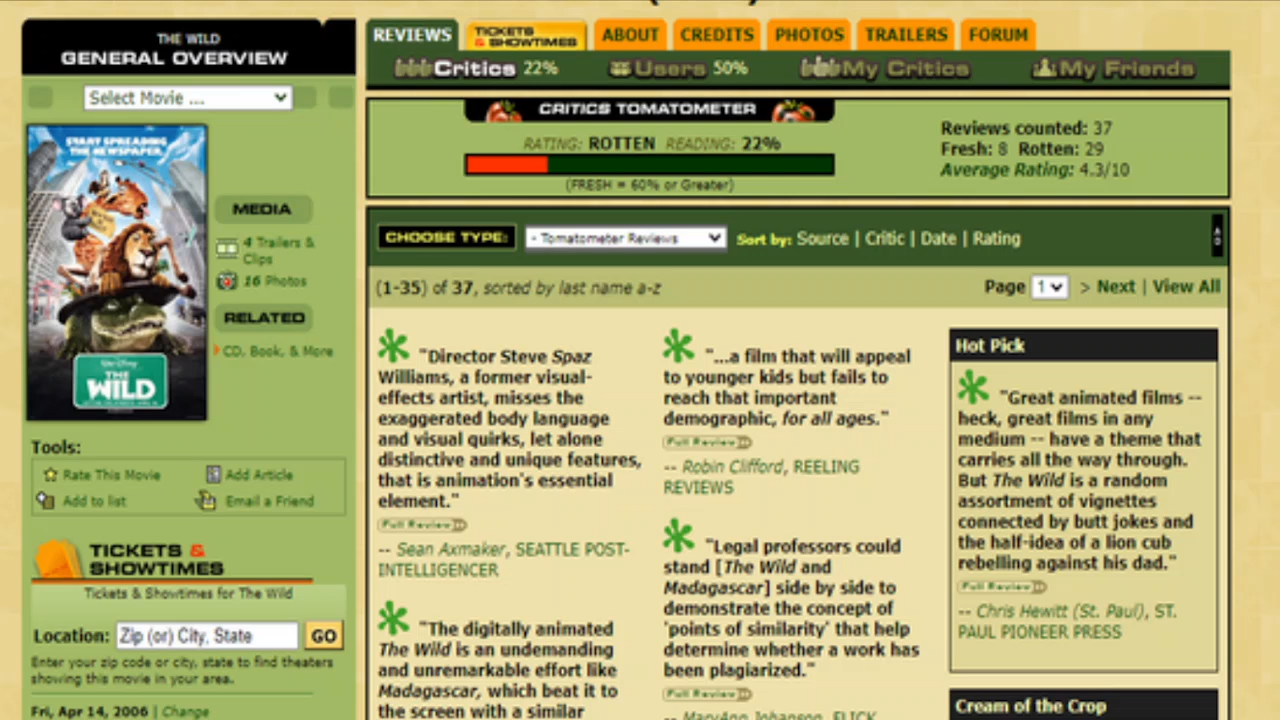 THE WILD
GENERAL OVERVIEW
Select Movie ...
START SPREADING
THE NEWSPAPER.
Walt Disney
THE
WILD
MEDIA
4 Trailers &
Clips
16 Photos
RELATED
CD, Book, & More
Tools:
Rate This Movie
Add Article
Add to list
Email a Friend
TICKETS &
SHOWTIMES
Tickets & Showtimes for The Wild
Location: Zip (or) City, State GO
Enter your zip code or city, state to find theaters
showing this movie in your area.
Fri, Apr 14, 2006 | Change
REVIEWS
TICKETS
& SHOWTIMES
ABOUT
CREDITS
PHOTOS
TRAILERS
FORUM
Critics 22%
Users 50%
My Critics
My Friends
CRITICS TOMATOMETER
RATING: ROTTEN READING: 22%
(FRESH = 60% or Greater)
Reviews counted: 37
Fresh: 8 Rotten: 29
Average Rating: 4.3/10
CHOOSE TYPE: - Tomatometer Reviews Sort by: Source | Critic | Date | Rating
AD
(1-35) of 37, sorted by last name a-z
Page 1 > Next | View All
"Director Steve Spaz
Williams, a former visual-
effects artist, misses the
exaggerated body language
and visual quirks, let alone
distinctive and unique features,
that is animation's essential
element."
Full Review
-- Sean Axmaker, SEATTLE POST-
INTELLIGENCER
"The digitally animated
The Wild is an undemanding
and unremarkable effort like
Madagascar, which beat it to
the screen with a similar
"...a film that will appeal
to younger kids but fails to
reach that important
demographic, for all ages."
Full Review
-- Robin Clifford, REELING
REVIEWS
"Legal professors could
stand [The Wild and
Madagascar] side by side to
demonstrate the concept of
'points of similarity' that help
determine whether a work has
been plagiarized."
Full Review
-- MaryAnn Johanson, FLICK
Hot Pick
"Great animated films --
heck, great films in any
medium -- have a theme that
carries all the way through.
But The Wild is a random
assortment of vignettes
connected by butt jokes and
the half-idea of a lion cub
rebelling against his dad."
Full Review
-- Chris Hewitt (St. Paul), ST.
PAUL PIONEER PRESS
Cream of the Crop